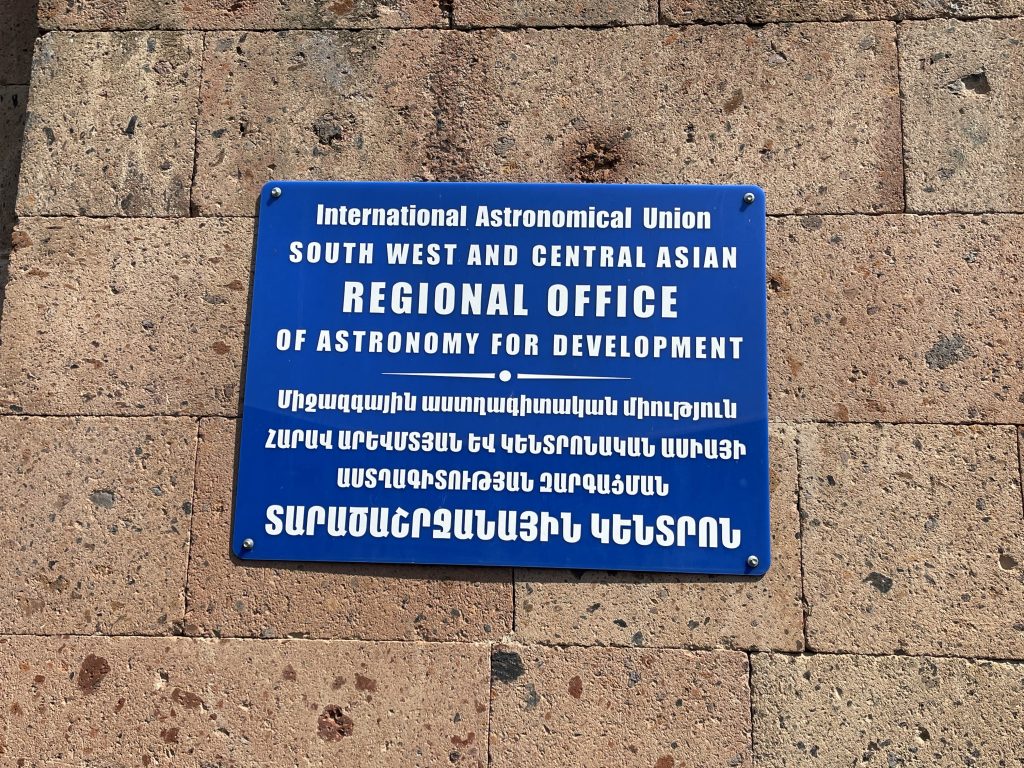 International Astronomical Union
SOUTH WEST AND CENTRAL ASIAN
REGIONAL OFFICE
OF ASTRONOMY FOR DEVELOPMENT
Միջազգային աստղագիտական միություն
ՀԱՐԱՎ ԱՐԵՎՄՏՅԱՆ ԵՎ ԿԵՆՏՐՈՆԱԿԱՆ ԱՍԻԱՅԻ
ԱՍՏՂԱԳԻՏՈՒԹՅԱՆ ԶԱՐԳԱՑՄԱՆ
ՏԱՐԱԾԱՇՐՋԱՆԱՅԻՆ ԿԵՆՏՐՈՆ